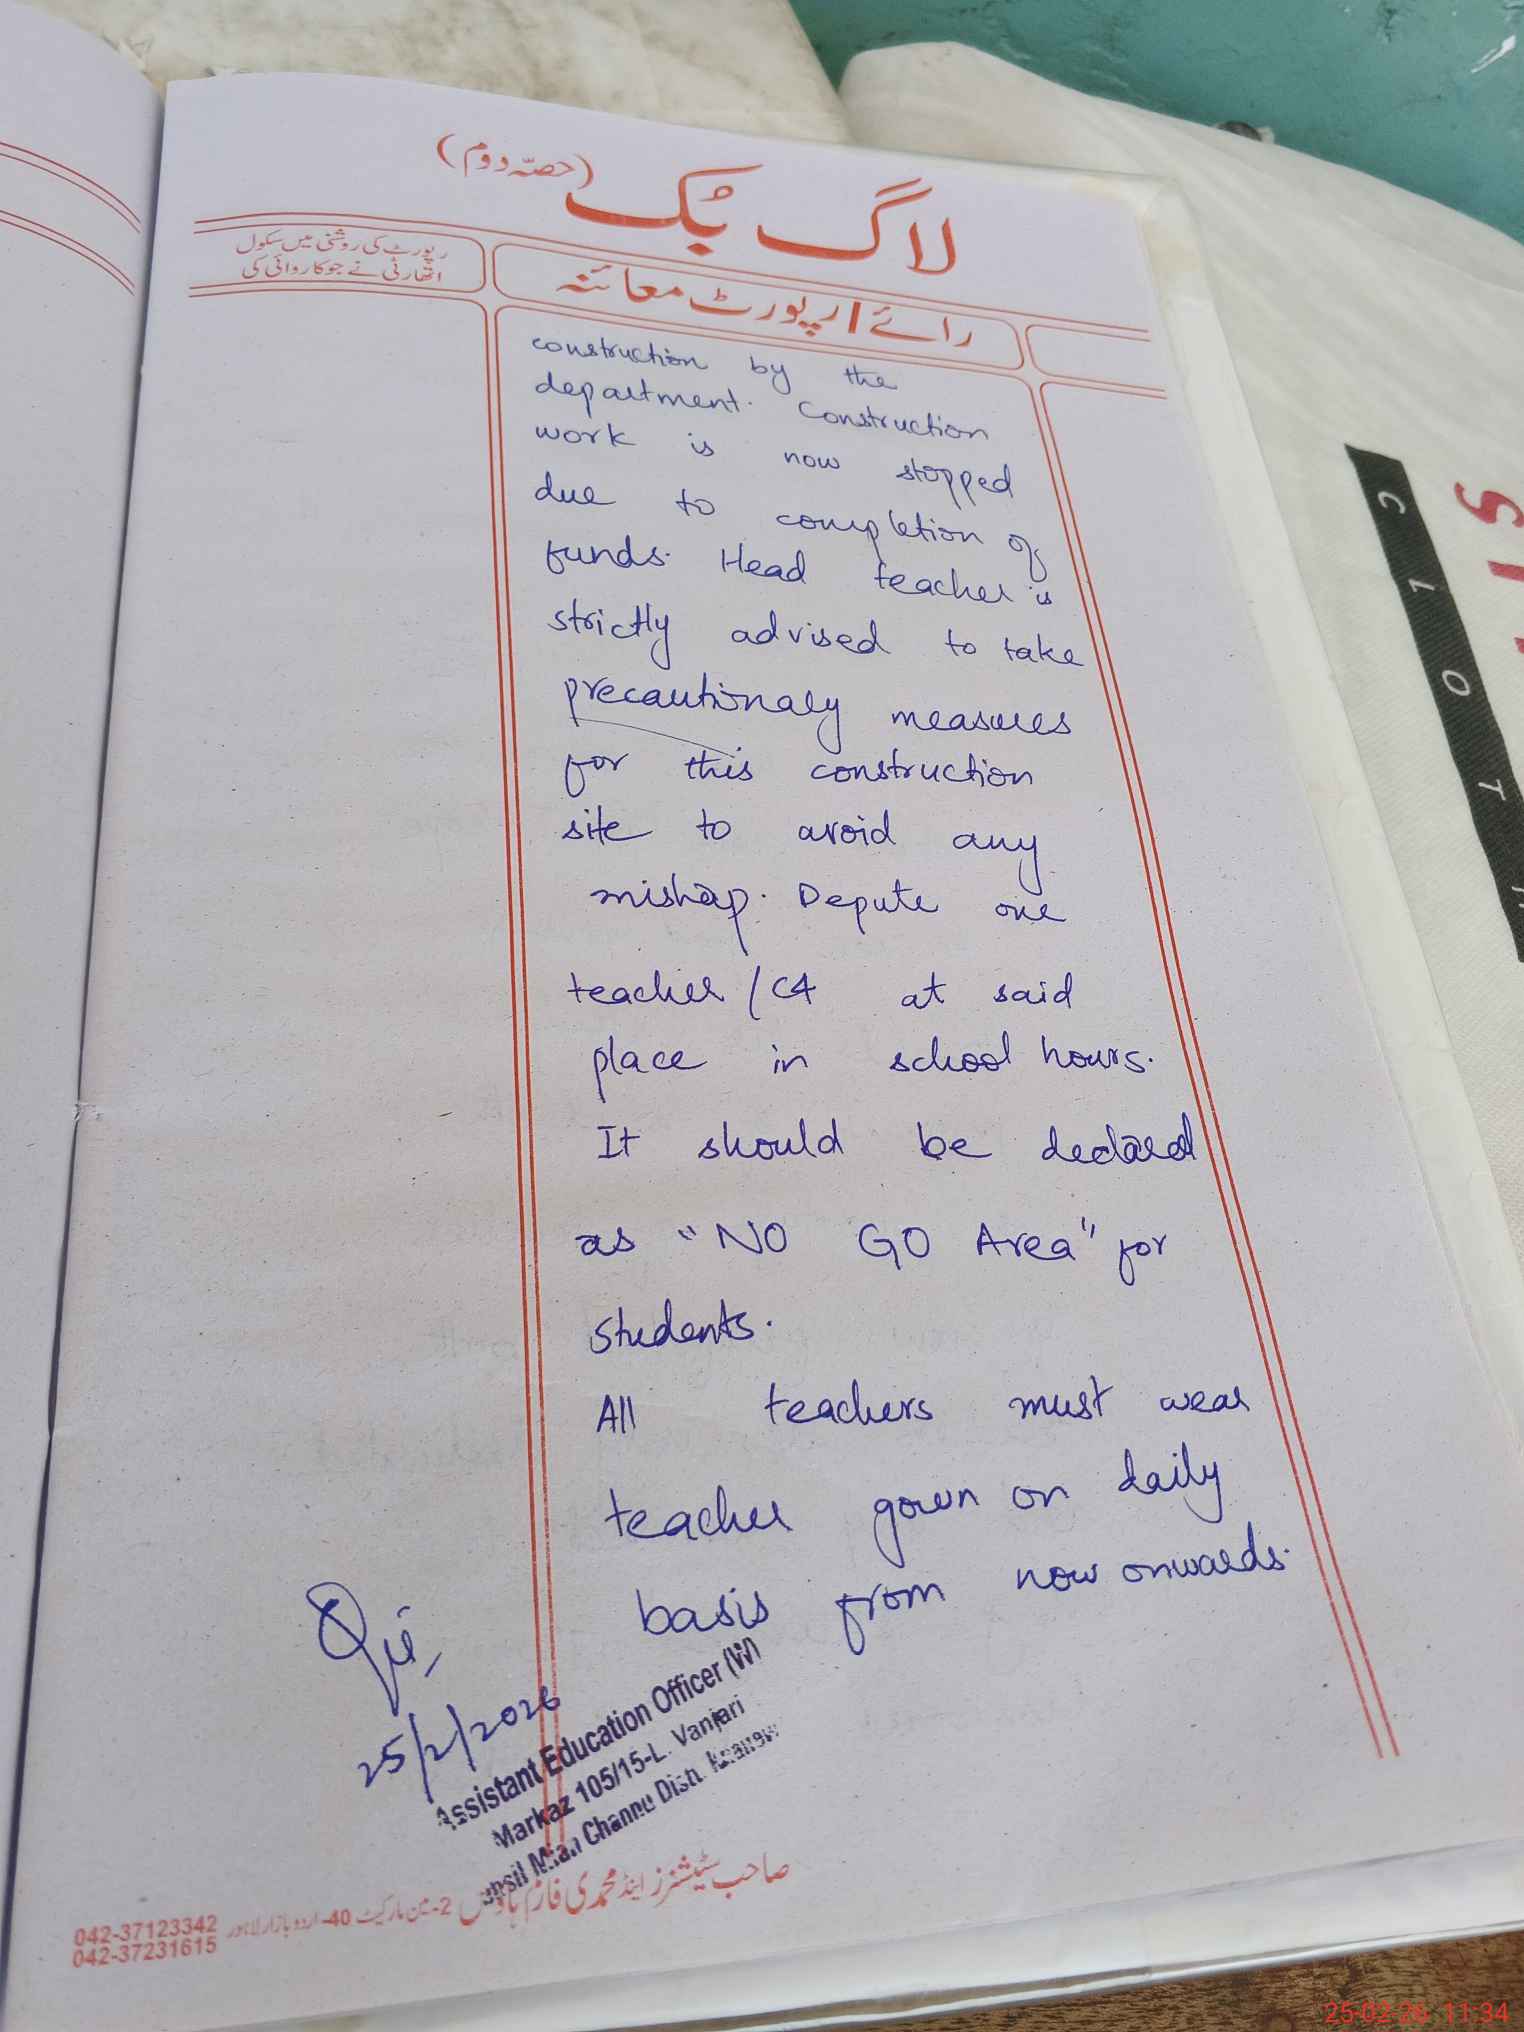 لاگ بُک (حصّہ دوم)
رائے / رپورٹ معائنہ
رپورٹ کی روشنی میں سکول
اتھارٹی نے جو کاروائی کی
construction by the
department. Construction
work is now stopped
due to completion of
funds. Head teacher is
strictly advised to take
precautionary measures
for this construction
site to avoid any
mishap. Depute one
teacher / C4 at said
place in school hours.
It should be declared
as "NO GO Area" for
students.
All teachers must wear
teacher gown on daily
basis from now onwards.
25/2/2026
Assistant Education Officer (W)
Markaz 105/15-L. Vanjari
Mian Channu Distt.
صاحب سٹیشنرز اینڈ محمدی فارم ہاؤس 2-مین مارکیٹ 40-اردو بازار لاہور
042-37123342
042-37231615
S
CLOT
25-02-26 11:34